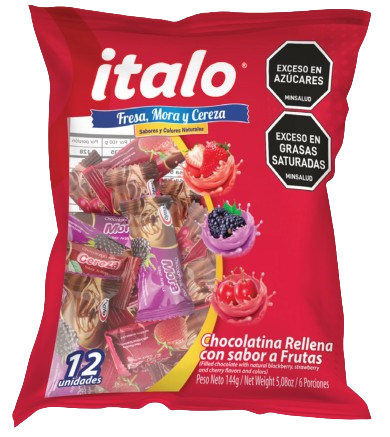 italo®
Fresa, Mora y Cereza
Sabores y Colores Naturales
EXCESO EN
AZÚCARES
MINSALUD
EXCESO EN
GRASAS
SATURADAS
MINSALUD
Mora
Cereza
Mora
12
unidades
Chocolatina Rellena
con sabor a Frutas
(Filled chocolate with natural blackberry, strawberry
and cherry flavors and colors)
Peso Neto 144g / Net Weight 5,08oz / 6 Porciones